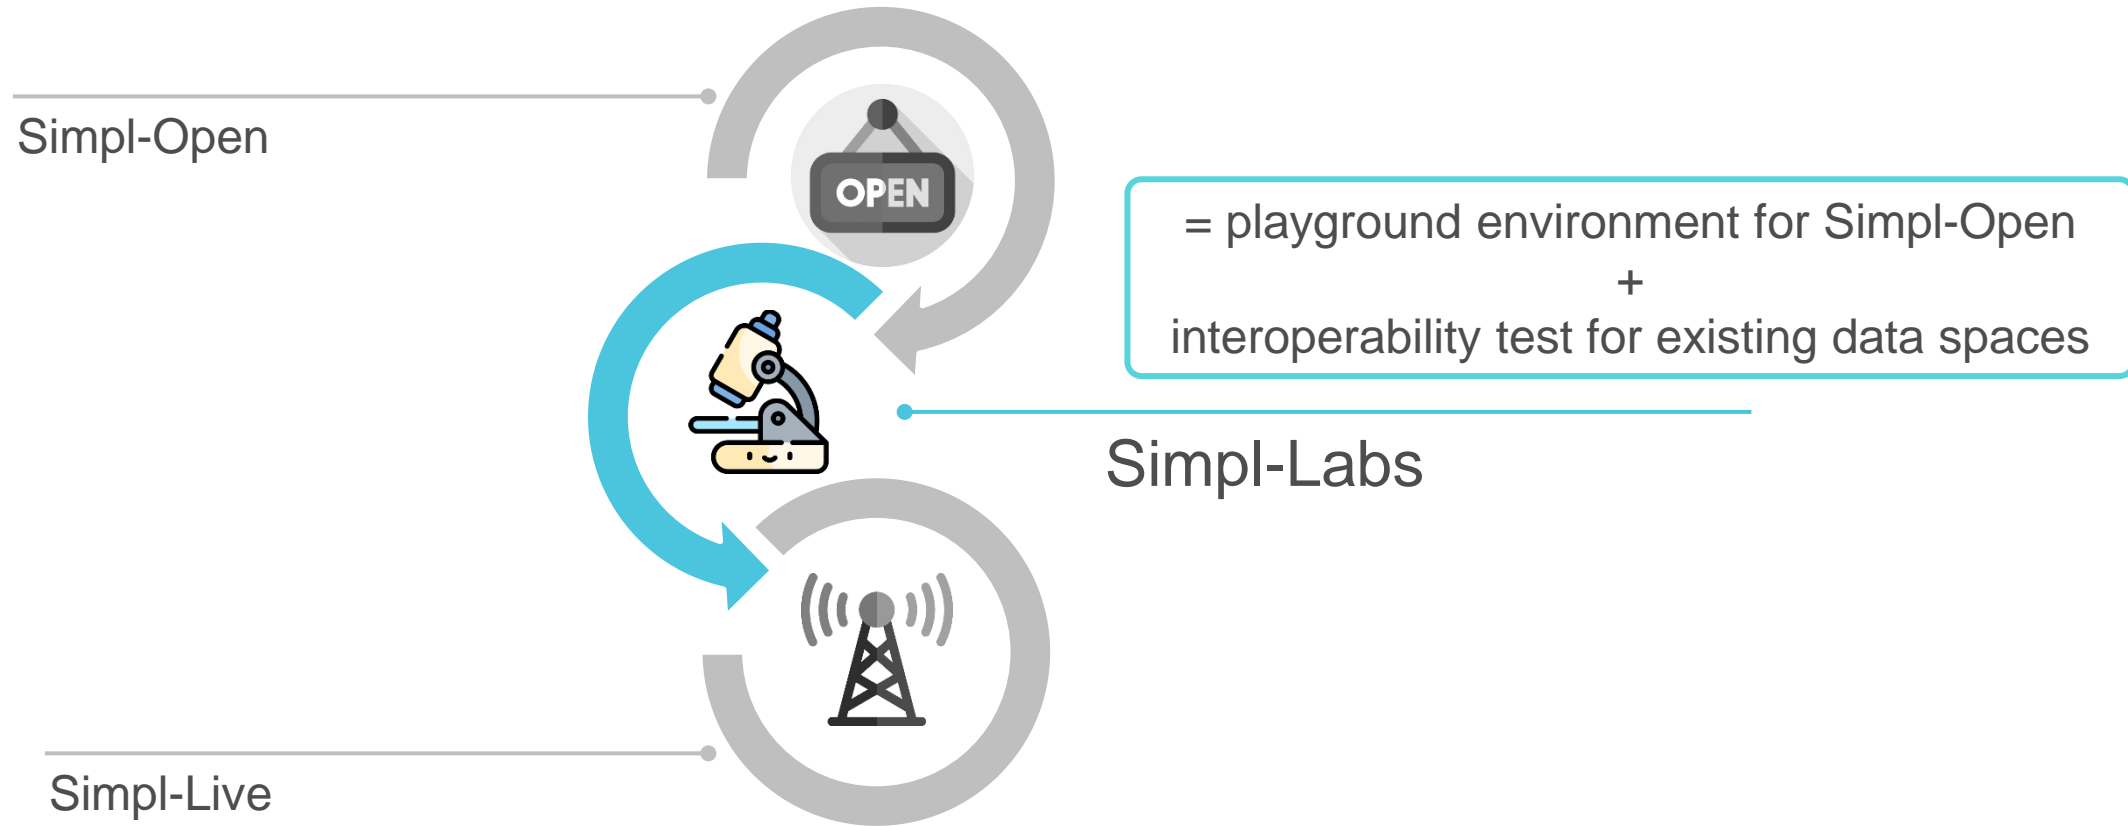 Simpl-Open
OPEN
= playground environment for Simpl-Open
+
interoperability test for existing data spaces
Simpl-Labs
Simpl-Live